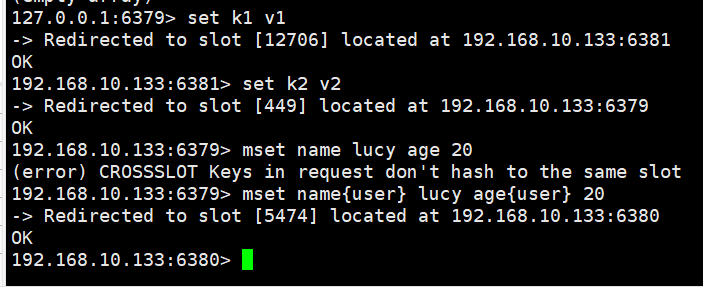 127.0.0.1:6379> set k1 v1
-> Redirected to slot [12706] located at 192.168.10.133:6381
OK
192.168.10.133:6381> set k2 v2
-> Redirected to slot [449] located at 192.168.10.133:6379
OK
192.168.10.133:6379> mset name lucy age 20
(error) CROSSSLOT Keys in request don't hash to the same slot
192.168.10.133:6379> mset name{user} lucy age{user} 20
-> Redirected to slot [5474] located at 192.168.10.133:6380
OK
192.168.10.133:6380>